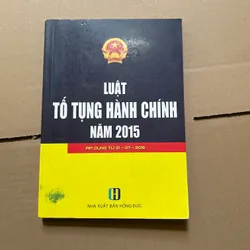 LUẬT
TỐ TỤNG HÀNH CHÍNH
NĂM 2015
NHÀ XUẤT BẢN HỒNG ĐỨC